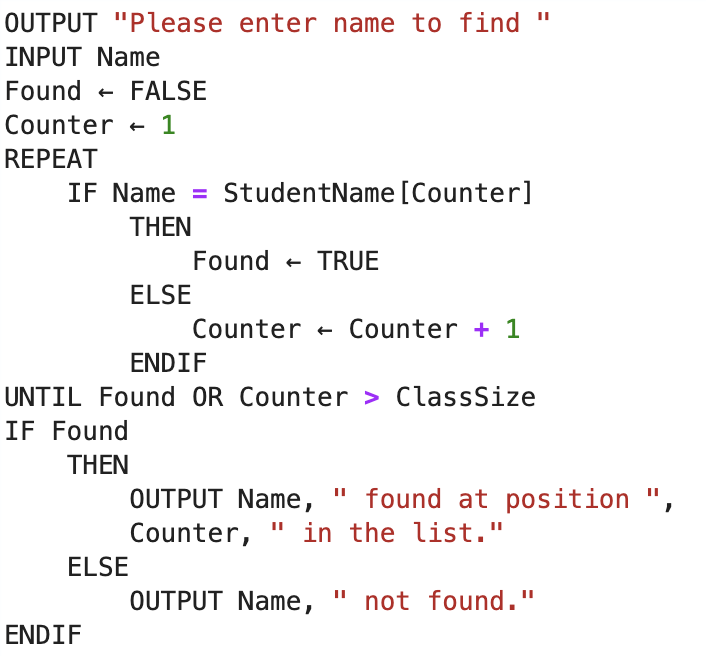 OUTPUT "Please enter name to find "
INPUT Name
Found ← FALSE
Counter ← 1
REPEAT
    IF Name = StudentName[Counter]
        THEN
            Found ← TRUE
        ELSE
            Counter ← Counter + 1
        ENDIF
UNTIL Found OR Counter > ClassSize
IF Found
    THEN
        OUTPUT Name, " found at position ",
        Counter, " in the list."
    ELSE
        OUTPUT Name, " not found."
ENDIF